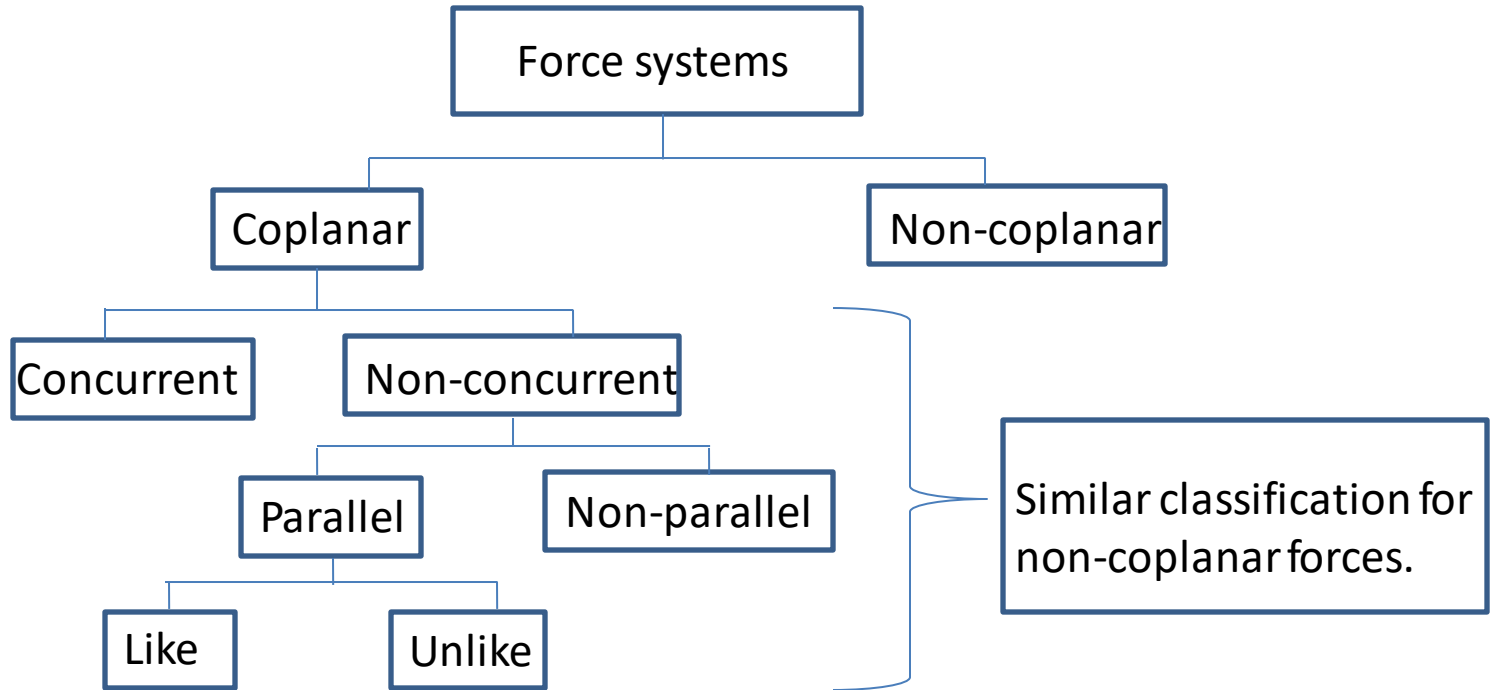 Force systems
Coplanar
Non-coplanar
Concurrent
Non-concurrent
Parallel
Non-parallel
Like
Unlike
Similar classification for
non-coplanar forces.